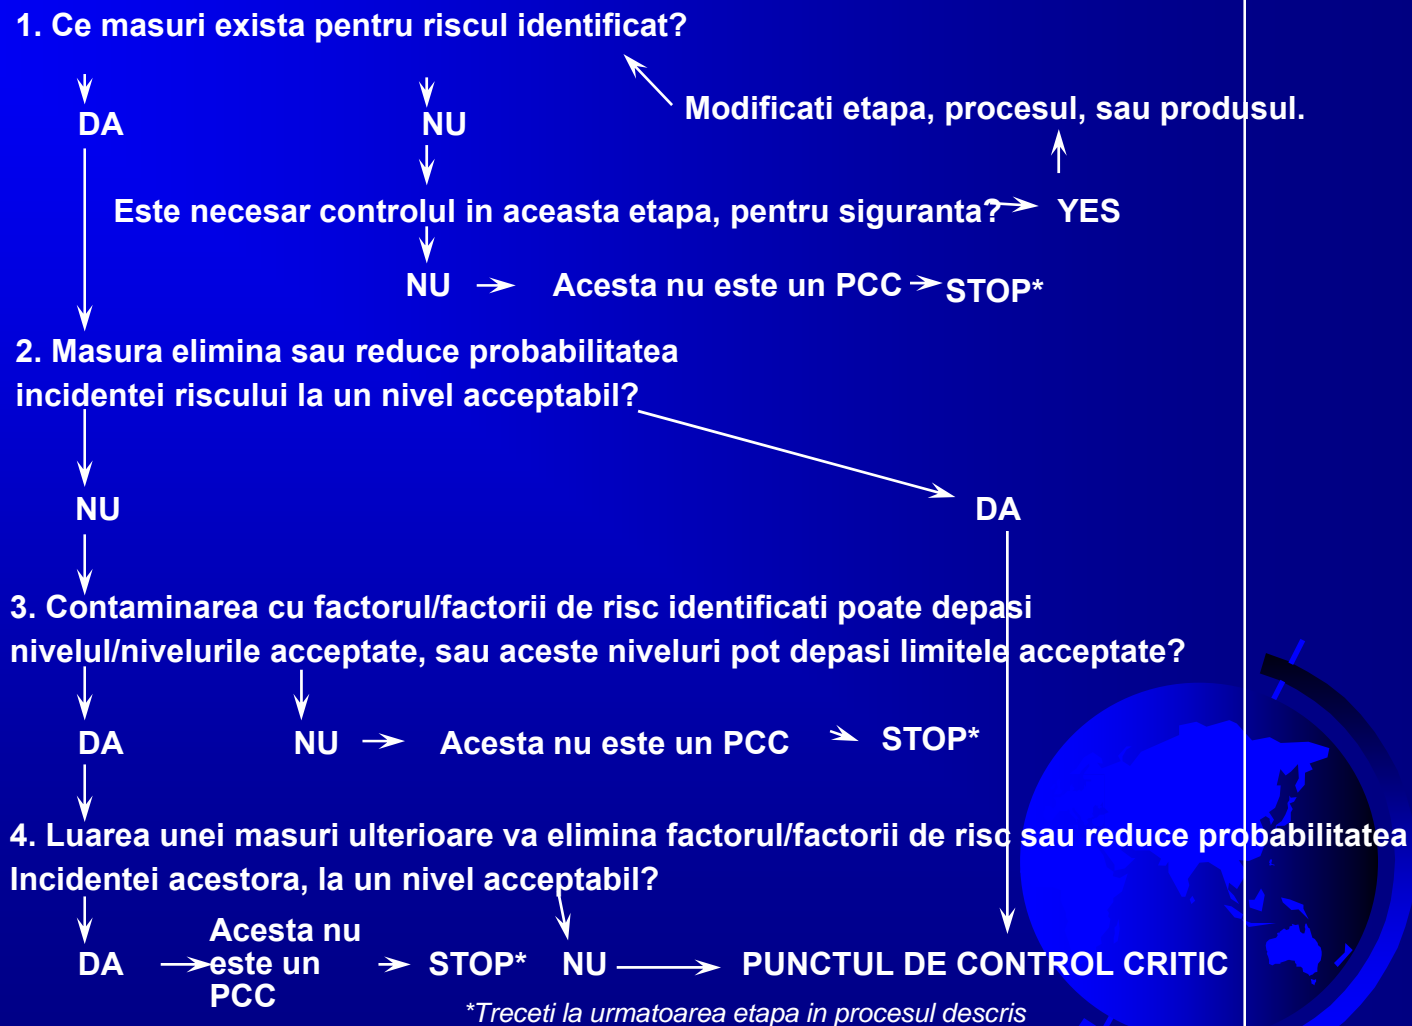 1. Ce masuri exista pentru riscul identificat?
Modificati etapa, procesul, sau produsul.
DA
NU
Este necesar controlul in aceasta etapa, pentru siguranta?
YES
NU
Acesta nu este un PCC
STOP*
2. Masura elimina sau reduce probabilitatea
incidentei riscului la un nivel acceptabil?
NU
DA
3. Contaminarea cu factorul/factorii de risc identificati poate depasi
nivelul/nivelurile acceptate, sau aceste niveluri pot depasi limitele acceptate?
DA
NU
Acesta nu este un PCC
STOP*
4. Luarea unei masuri ulterioare va elimina factorul/factorii de risc sau reduce probabilitatea
Incidentei acestora, la un nivel acceptabil?
DA
Acesta nu
este un
PCC
STOP*
NU
PUNCTUL DE CONTROL CRITIC
*Treceti la urmatoarea etapa in procesul descris